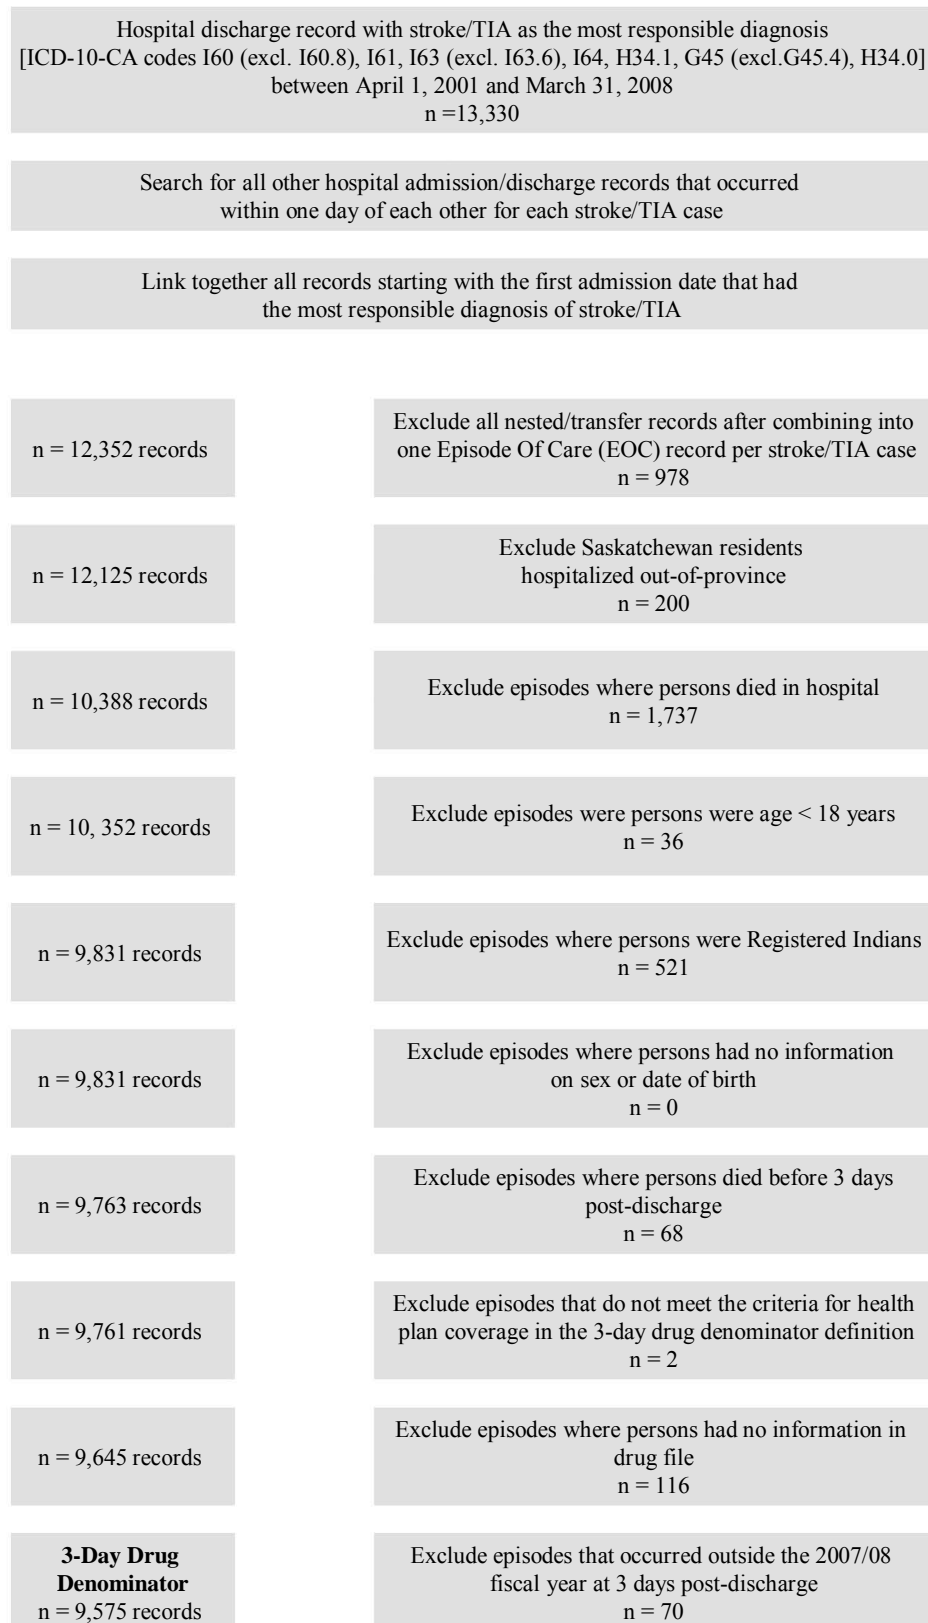 Hospital discharge record with stroke/TIA as the most responsible diagnosis
[ICD-10-CA codes I60 (excl. I60.8), I61, I63 (excl. I63.6), I64, H34.1, G45 (excl.G45.4), H34.0]
between April 1, 2001 and March 31, 2008
n =13,330
Search for all other hospital admission/discharge records that occurred
within one day of each other for each stroke/TIA case
Link together all records starting with the first admission date that had
the most responsible diagnosis of stroke/TIA
n = 12,352 records
Exclude all nested/transfer records after combining into
one Episode Of Care (EOC) record per stroke/TIA case
n = 978
n = 12,125 records
Exclude Saskatchewan residents
hospitalized out-of-province
n = 200
n = 10,388 records
Exclude episodes where persons died in hospital
n = 1,737
n = 10, 352 records
Exclude episodes were persons were age < 18 years
n = 36
n = 9,831 records
Exclude episodes where persons were Registered Indians
n = 521
n = 9,831 records
Exclude episodes where persons had no information
on sex or date of birth
n = 0
n = 9,763 records
Exclude episodes where persons died before 3 days
post-discharge
n = 68
n = 9,761 records
Exclude episodes that do not meet the criteria for health
plan coverage in the 3-day drug denominator definition
n = 2
n = 9,645 records
Exclude episodes where persons had no information in
drug file
n = 116
3-Day Drug
Denominator
n = 9,575 records
Exclude episodes that occurred outside the 2007/08
fiscal year at 3 days post-discharge
n = 70